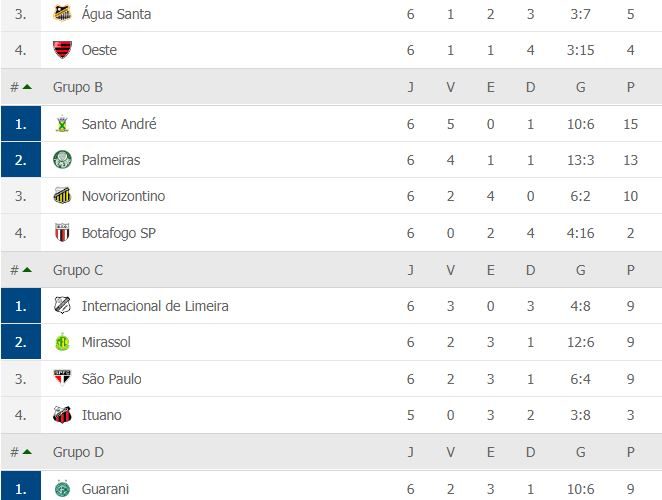 3. Água Santa 6 1 2 3 3:7 5
4. Oeste 6 1 1 4 3:15 4
# Grupo B J V E D G P
1. Santo André 6 5 0 1 10:6 15
2. Palmeiras 6 4 1 1 13:3 13
3. Novorizontino 6 2 4 0 6:2 10
4. Botafogo SP 6 0 2 4 4:16 2
# Grupo C J V E D G P
1. Internacional de Limeira 6 3 0 3 4:8 9
2. Mirassol 6 2 3 1 12:6 9
3. São Paulo 6 2 3 1 6:4 9
4. Ituano 5 0 3 2 3:8 3
# Grupo D J V E D G P
1. Guarani 6 2 3 1 10:6 9